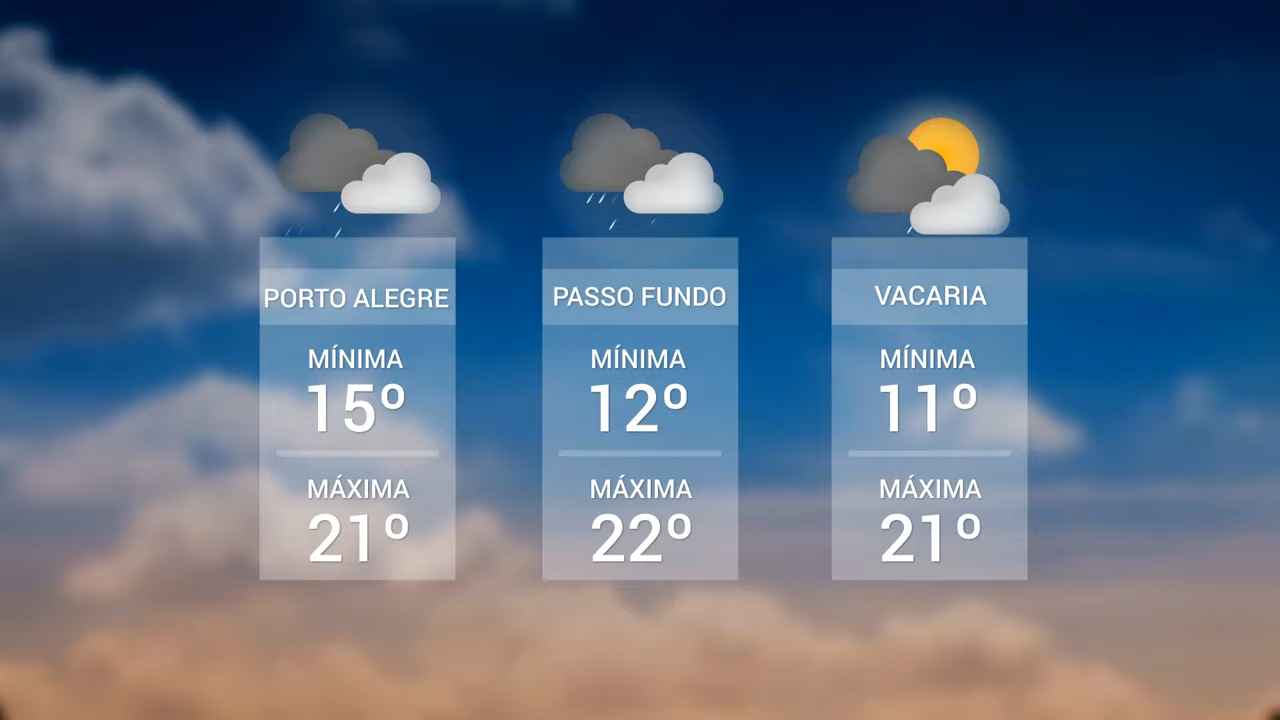 PORTO ALEGRE
MÍNIMA
15º
MÁXIMA
21º
PASSO FUNDO
MÍNIMA
12º
MÁXIMA
22º
VACARIA
MÍNIMA
11º
MÁXIMA
21º